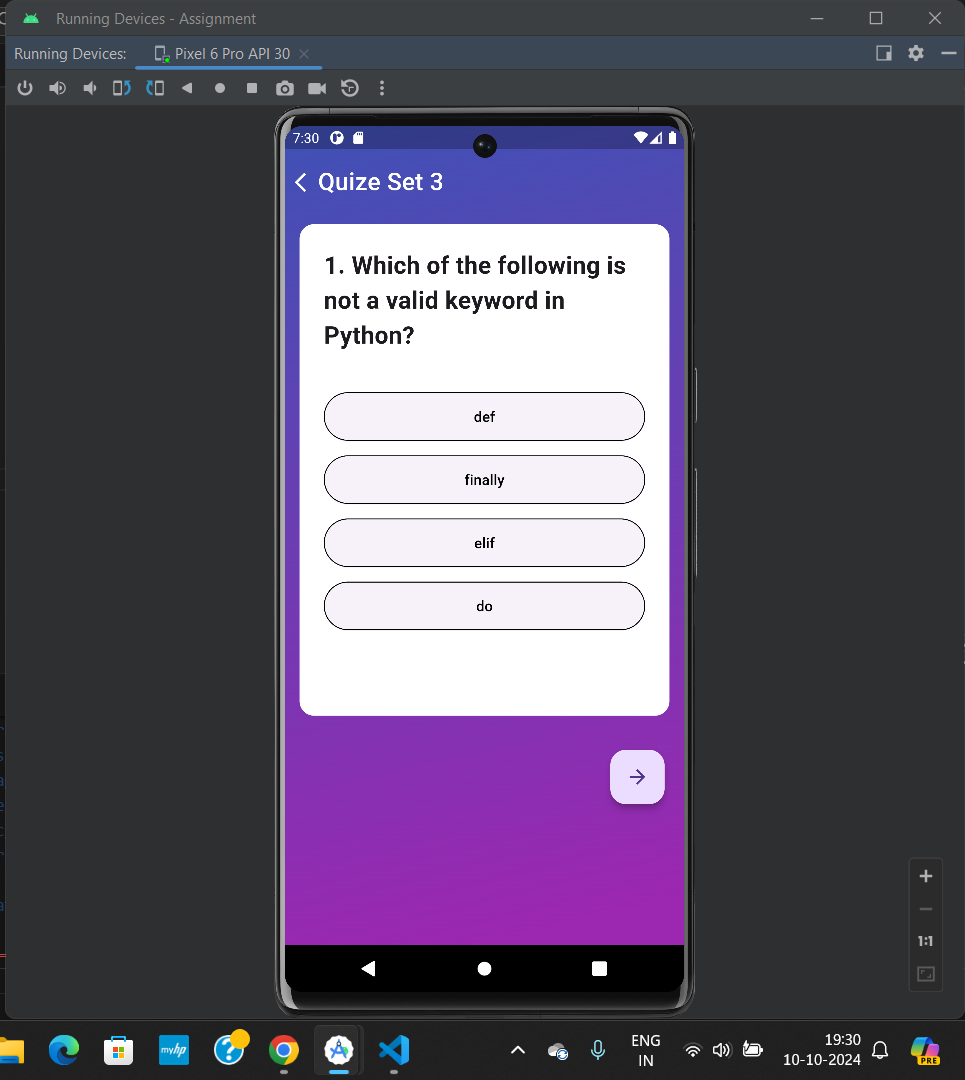 Running Devices - Assignment
Running Devices:
Pixel 6 Pro API 30
7:30
Quize Set 3
1. Which of the following is
not a valid keyword in
Python?
def
finally
elif
do
1:1
myhp
ENG
IN
19:30
10-10-2024
PRE